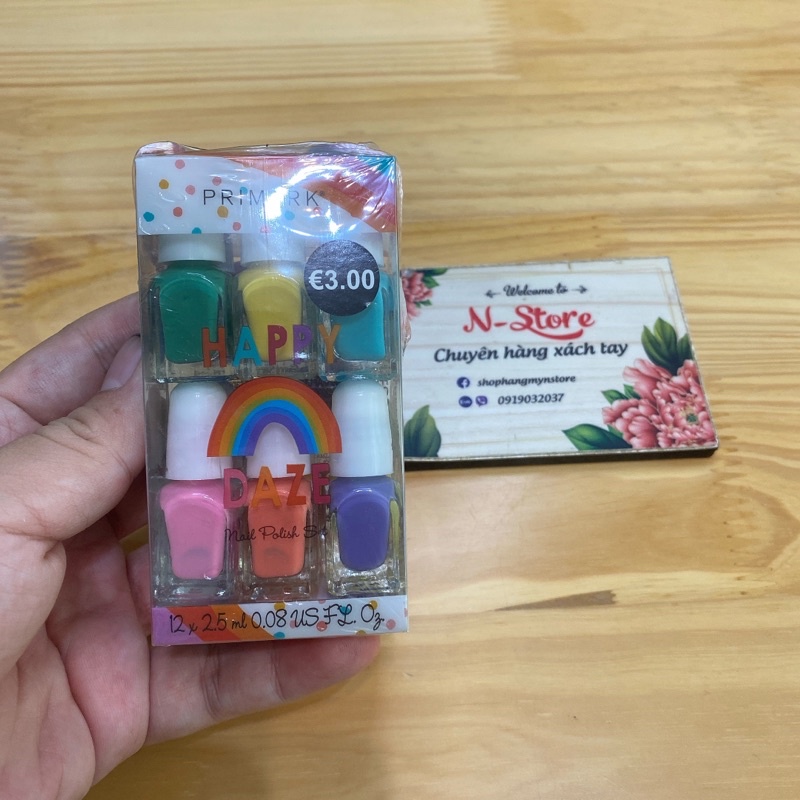 PRIMARK
€3.00
HAPPY
DAZE
Nail Polish Set
12 x 2.5 ml 0.08 US FL. Oz.
Welcome to
N-Store
Chuyên hàng xách tay
shophangmynstore
0919032037